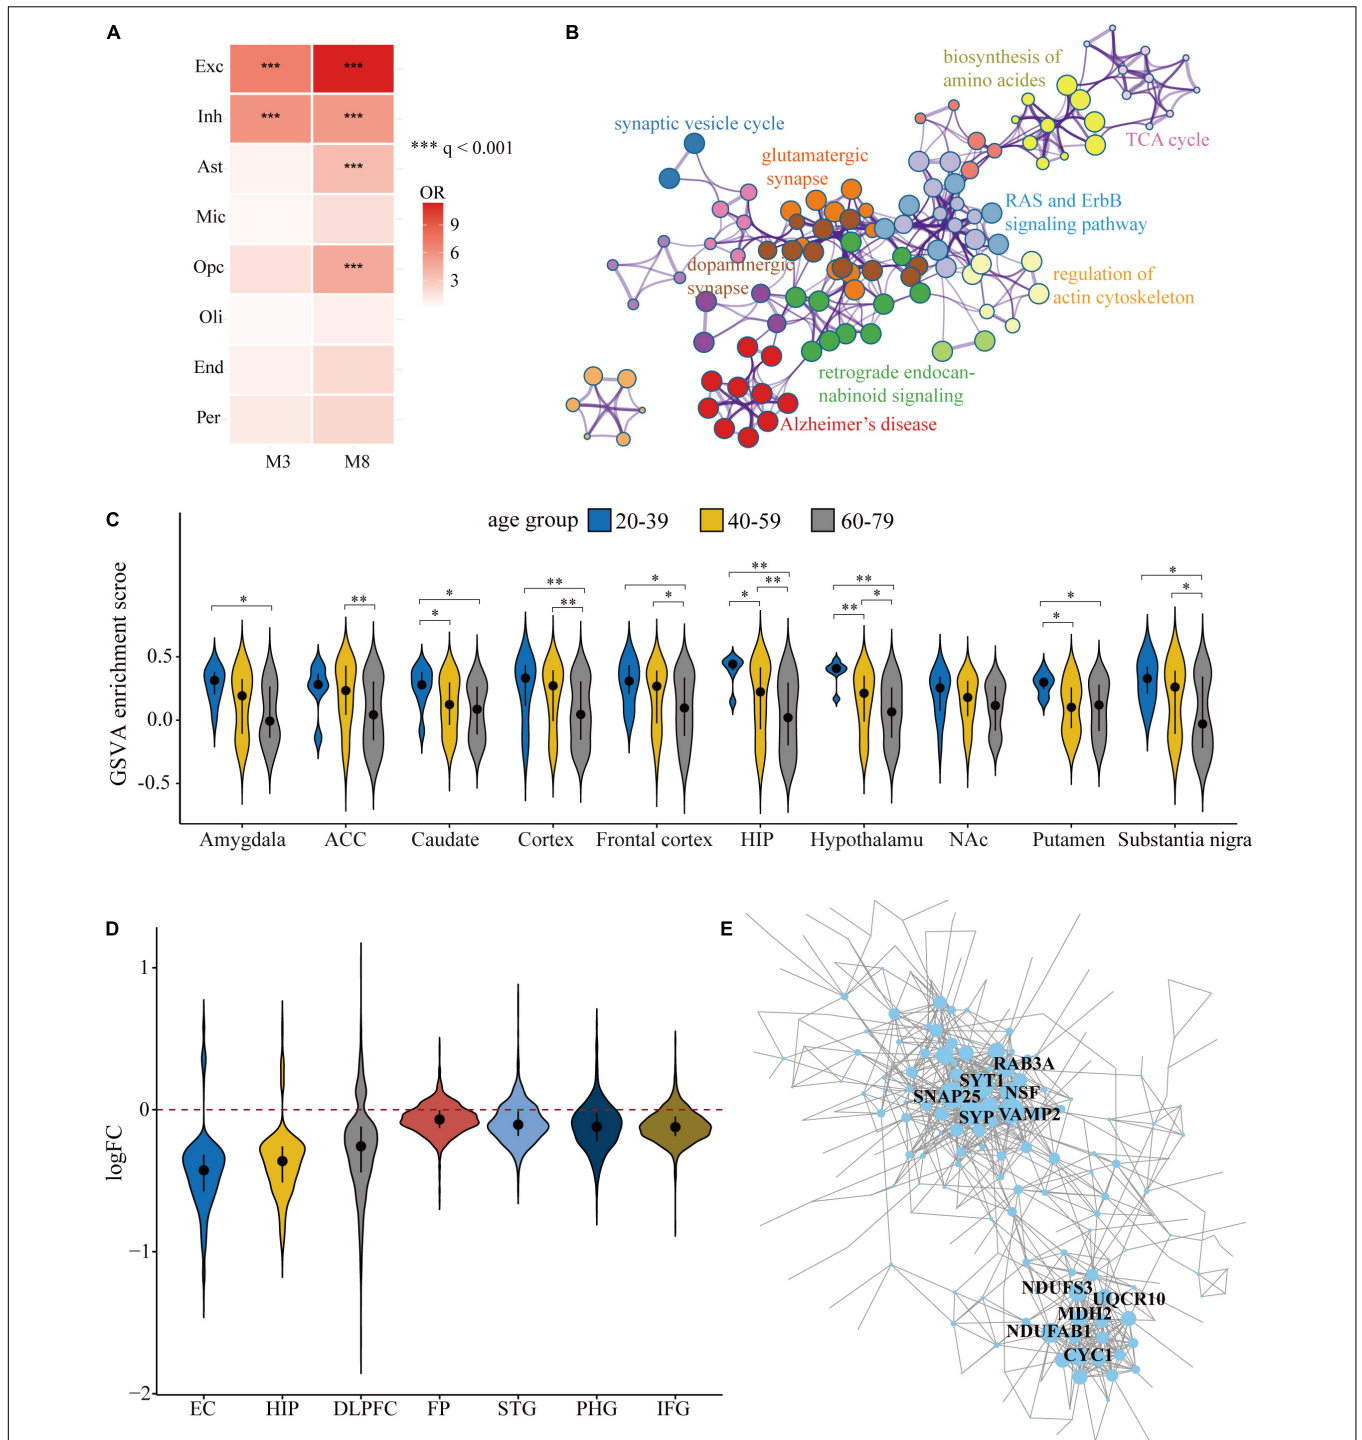 A
Exc *** ***
Inh *** ***
Ast ***
Mic
Opc ***
Oli
End
Per
M3 M8
*** q < 0.001
OR
9
6
3
B
biosynthesis of
amino acides
TCA cycle
synaptic vesicle cycle
glutamatergic
synapse
RAS and ErbB
signaling pathway
dopaminergic
synapse
regulation of
actin cytoskeleton
retrograde endocan-
nabinoid signaling
Alzheimer's disease
C
age group 20-39 40-59 60-79
GSVA enrichment scroe
0.5
0.0
-0.5
*
**
* *
** **
* *
** ** *
** * **
* *
* *
Amygdala ACC Caudate Cortex Frontal cortex HIP Hypothalamu NAc Putamen Substantia nigra
D
logFC
1
0
−1
−2
EC HIP DLPFC FP STG PHG IFG
E
RAB3A
SYT1
SNAP25 NSF
SYP VAMP2
NDUFS3
UQCR10
MDH2
NDUFAB1
CYC1